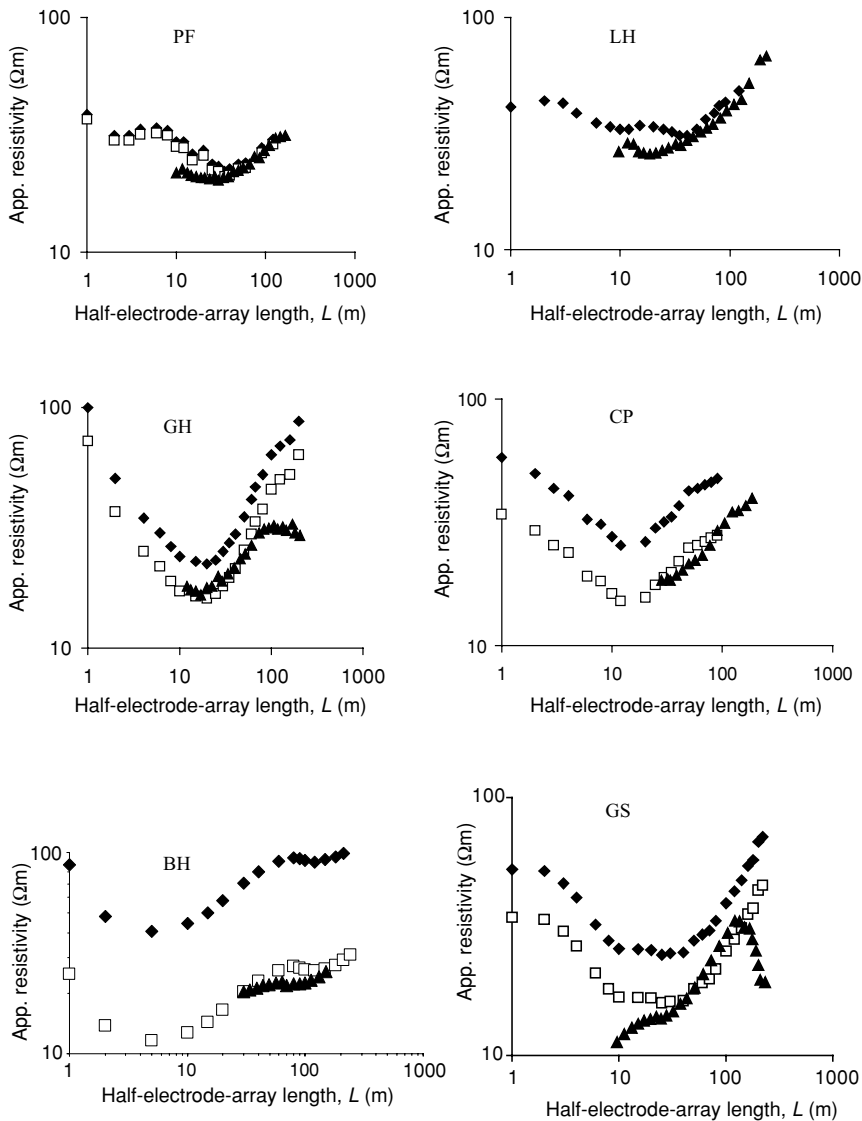 100
PF
App. resistivity (Ωm)
10
1 10 100 1000
Half-electrode-array length, L (m)
100
LH
App. resistivity (Ωm)
10
1 10 100 1000
Half-electrode-array length, L (m)
100
GH
App. resistivity (Ωm)
10
1 10 100 1000
Half-electrode-array length, L (m)
100
CP
App. resistivity (Ωm)
10
1 10 100 1000
Half-electrode-array length, L (m)
100
BH
App. resistivity (Ωm)
10
1 10 100 1000
Half-electrode-array length, L (m)
100
GS
App. resistivity (Ωm)
10
1 10 100 1000
Half-electrode-array length, L (m)